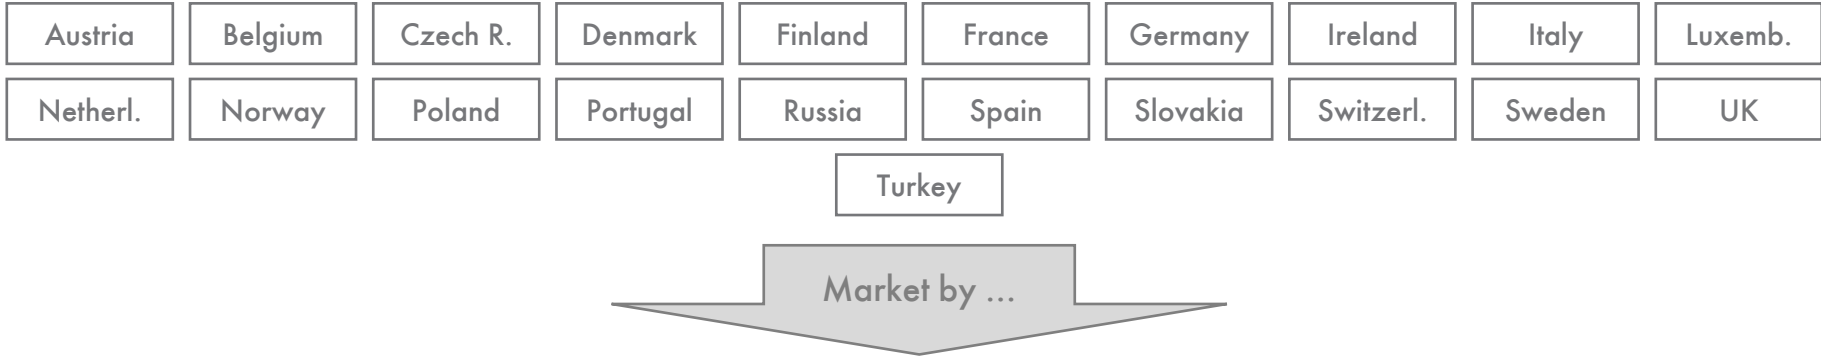 Austria Belgium Czech R. Denmark Finland France Germany Ireland Italy Luxemb.
Netherl. Norway Poland Portugal Russia Spain Slovakia Switzerl. Sweden UK
Turkey
Market by ...